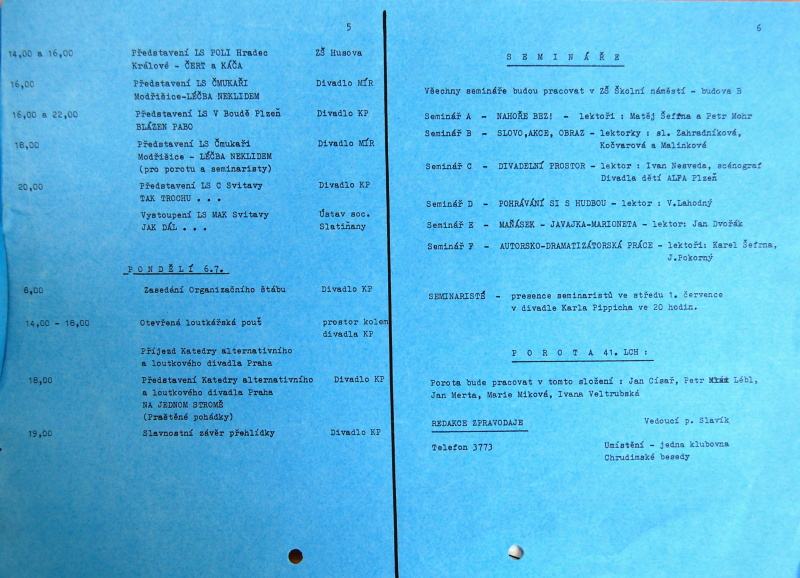 5
14,00 a 16,00 Představení LS POLI Hradec ZŠ Husova
Králové - ČERT a KÁČA
16,00 Představení LS ČMUKAŘI Divadlo MÍR
Modřišice-LÉČBA NEKLIDEM
16,00 a 22,00 Představení LS V Boudě Plzeň Divadlo KP
BLÁZEN PABO
18,00 Představení LS Čmukaři Divadlo MÍR
Modřišice - LÉČBA NEKLIDEM
(pro porotu a seminaristy)
20,00 Představení LS C Svitavy Divadlo KP
TAK TROCHU . . .
Vystoupení LS MAK Svitavy Ústav soc.
JAK DÁL . . . Slatiňany
P O N D Ě L Í 6.7.
8,00 Zasedání Organizačního štábu Divadlo KP
14,00 - 18,00 Otevřená loutkářská pouť prostor kolem
divadla KP
Příjezd Katedry alternativního
a loutkového divadla Praha
18,00 Představení Katedry alternativního Divadlo KP
a loutkového divadla Praha
NA JEDNOM STROMĚ
(Praštěné pohádky)
19,00 Slavnostní závěr přehlídky Divadlo KP
6
S E M I N Á Ř E
Všechny semináře budou pracovat v ZŠ Školní náměstí - budova B
Seminář A - NAHOŘE BEZ! - lektoři : Matěj Šefrna a Petr Mohr
Seminář B - SLOVO,AKCE, OBRAZ - lektorky : sl. Zahradníková,
Kočvarová a Malinková
Seminář C - DIVADELNÍ PROSTOR - lektor : Ivan Nesveda, scénograf
Divadla dětí ALFA Plzeň
Seminář D - POHRÁVÁNÍ SI S HUDBOU - lektor : V.Lahodný
Seminář E - MAŇÁSEK - JAVAJKA-MARIONETA - lektor: Jan Dvořák
Seminář F - AUTORSKO-DRAMATIZÁTORSKÁ PRÁCE - lektoři: Karel Šefrna,
J.Pokorný
SEMINARISTÉ - presence seminaristů ve středu 1. července
v divadle Karla Pippicha ve 20 hodin.
P O R O T A 41. LCH :
Porota bude pracovat v tomto složení : Jan Císař, Petr Lébl,
Jan Merta, Marie Miková, Ivana Veltrubská
REDAKCE ZPRAVODAJE Vedoucí p. Slavík
Telefon 3773 Umístění - jedna klubovna
Chrudimské besedy